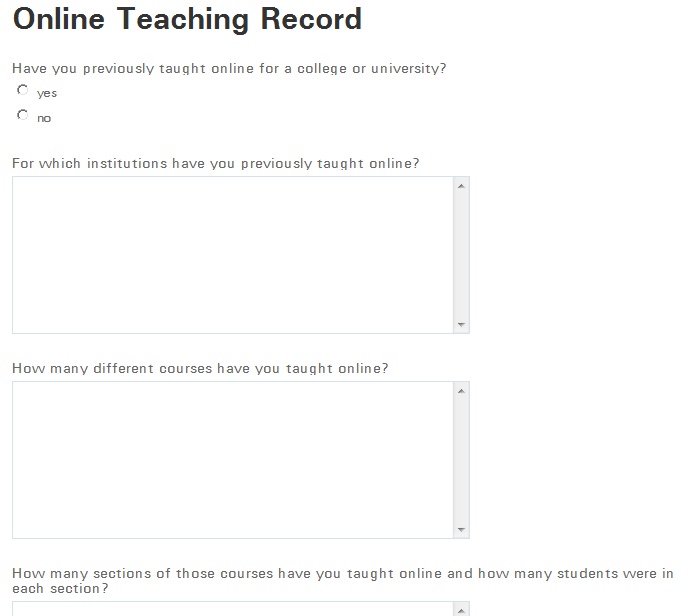 Online Teaching Record
Have you previously taught online for a college or university?
yes
no
For which institutions have you previously taught online?
How many different courses have you taught online?
How many sections of those courses have you taught online and how many students were in
each section?